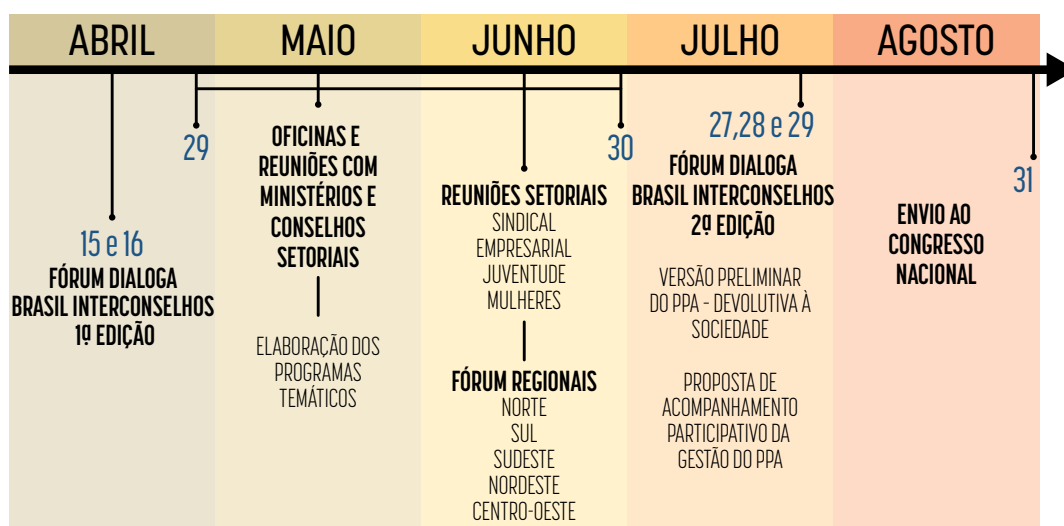 ABRIL
MAIO
JUNHO
JULHO
AGOSTO
15 e 16
FÓRUM DIALOGA
BRASIL INTERCONSELHOS
1ª EDIÇÃO
29
OFICINAS E
REUNIÕES COM
MINISTÉRIOS E
CONSELHOS
SETORIAIS
ELABORAÇÃO DOS
PROGRAMAS
TEMÁTICOS
REUNIÕES SETORIAIS
SINDICAL
EMPRESARIAL
JUVENTUDE
MULHERES
FÓRUM REGIONAIS
NORTE
SUL
SUDESTE
NORDESTE
CENTRO-OESTE
30
27,28 e 29
FÓRUM DIALOGA
BRASIL INTERCONSELHOS
2ª EDIÇÃO
VERSÃO PRELIMINAR
DO PPA - DEVOLUTIVA À
SOCIEDADE
PROPOSTA DE
ACOMPANHAMENTO
PARTICIPATIVO DA
GESTÃO DO PPA
31
ENVIO AO
CONGRESSO
NACIONAL